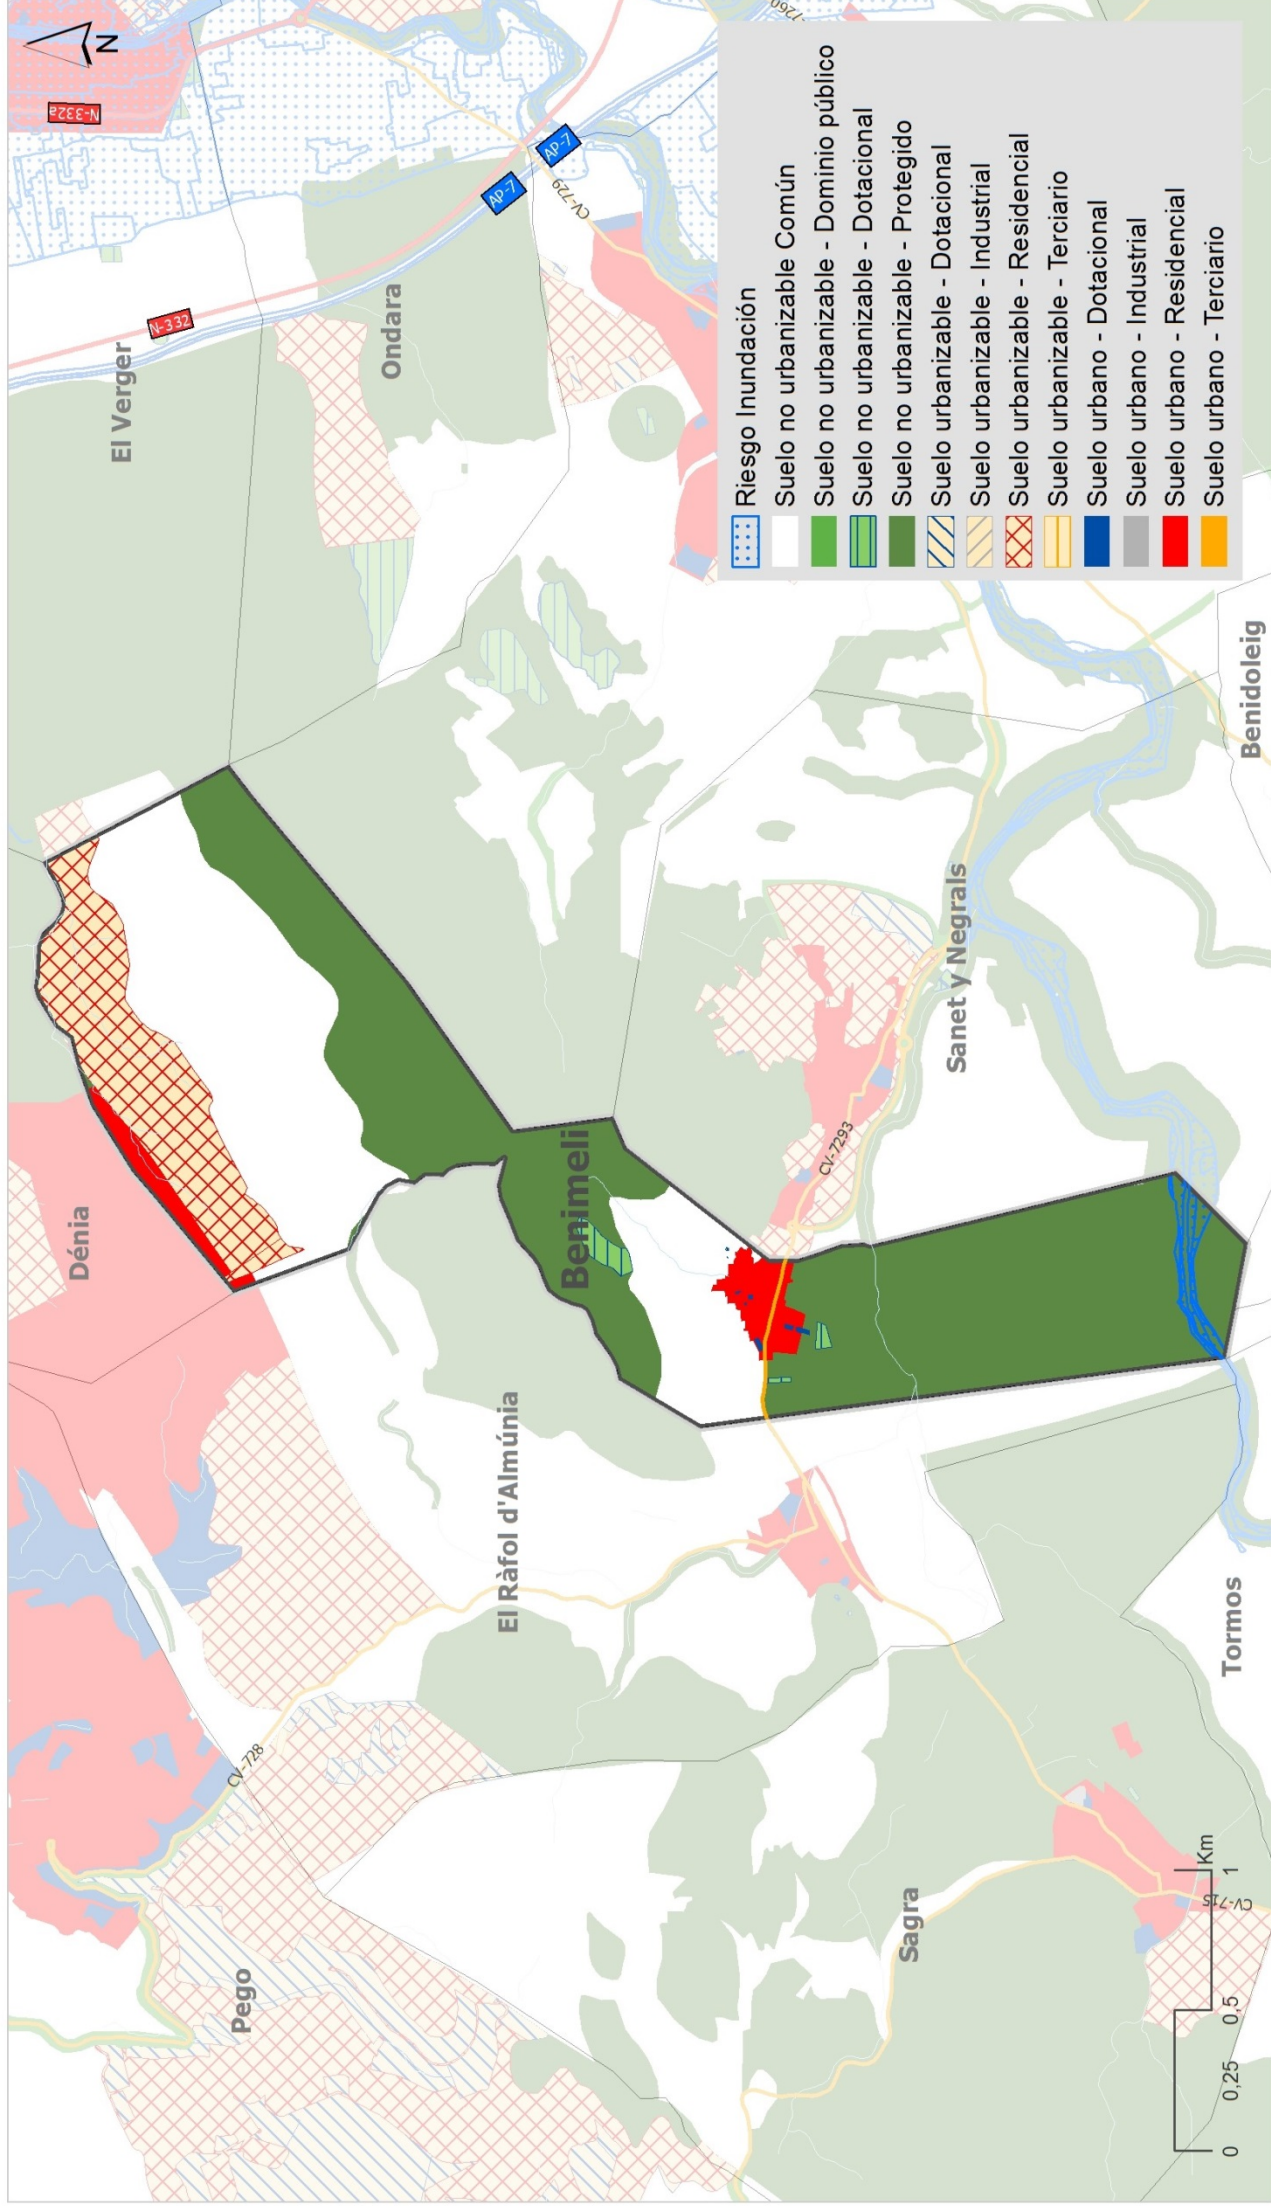 N
N-332a
CV-7260
El Verger
N-332
AP-7
AP-7
CV-729
Ondara
Dénia
Benimeli
Pego
CV-728
El Ràfol d'Almúnia
Sanet y Negrals
CV-7293
Benidoleig
Sagra
Tormos
CV-715
Riesgo Inundación
Suelo no urbanizable Común
Suelo no urbanizable - Dominio público
Suelo no urbanizable - Dotacional
Suelo no urbanizable - Protegido
Suelo urbanizable - Dotacional
Suelo urbanizable - Industrial
Suelo urbanizable - Residencial
Suelo urbanizable - Terciario
Suelo urbano - Dotacional
Suelo urbano - Industrial
Suelo urbano - Residencial
Suelo urbano - Terciario
0 0,25 0,5 1
Km